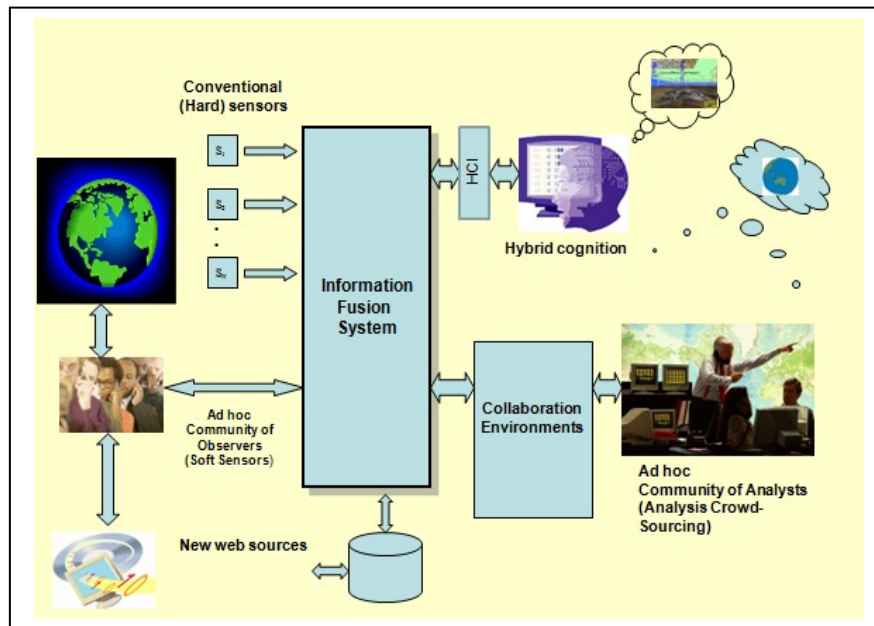 Conventional
(Hard) sensors
S1
S2
SN
Information
Fusion
System
HCI
Hybrid cognition
Ad hoc
Community of
Observers
(Soft Sensors)
Collaboration
Environments
Ad hoc
Community of Analysts
(Analysis Crowd-
Sourcing)
New web sources